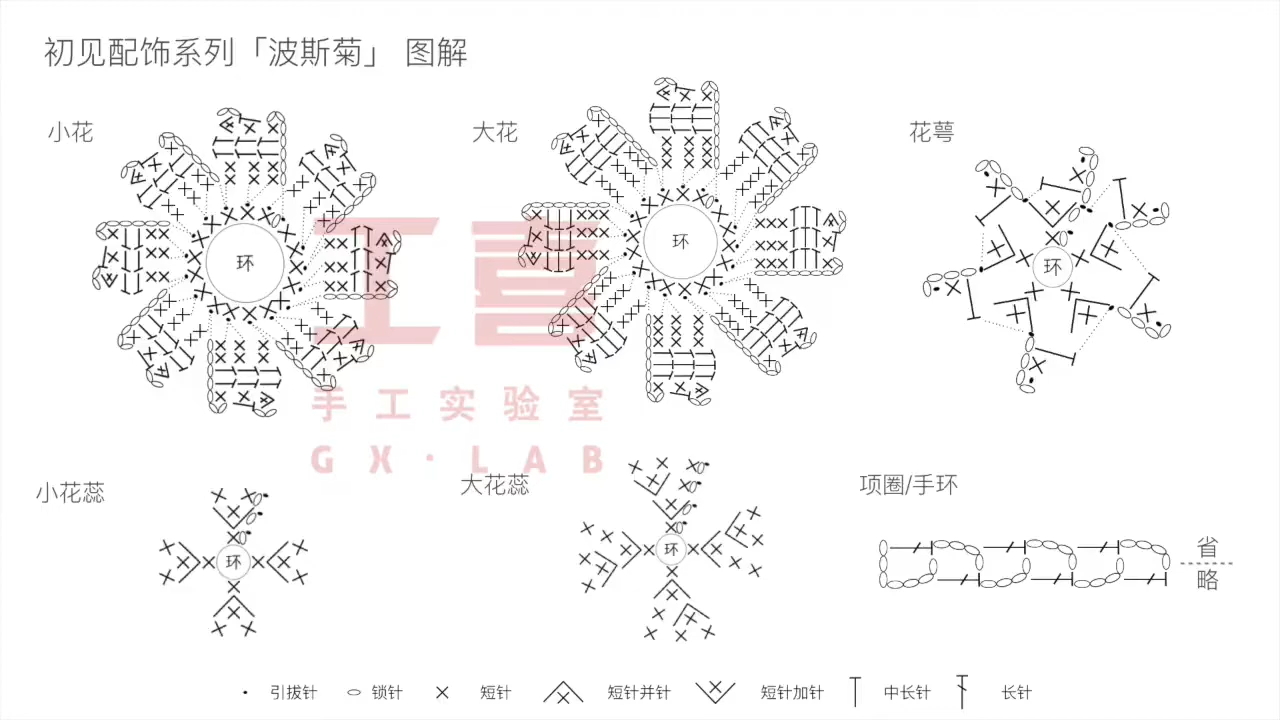 初见配饰系列「波斯菊」 图解
小花
大花
花萼
环
环
环
工喜
手工实验室
GX·LAB
小花蕊
大花蕊
项圈/手环
环
环
省
略
引拔针
锁针
短针
短针并针
短针加针
中长针
长针